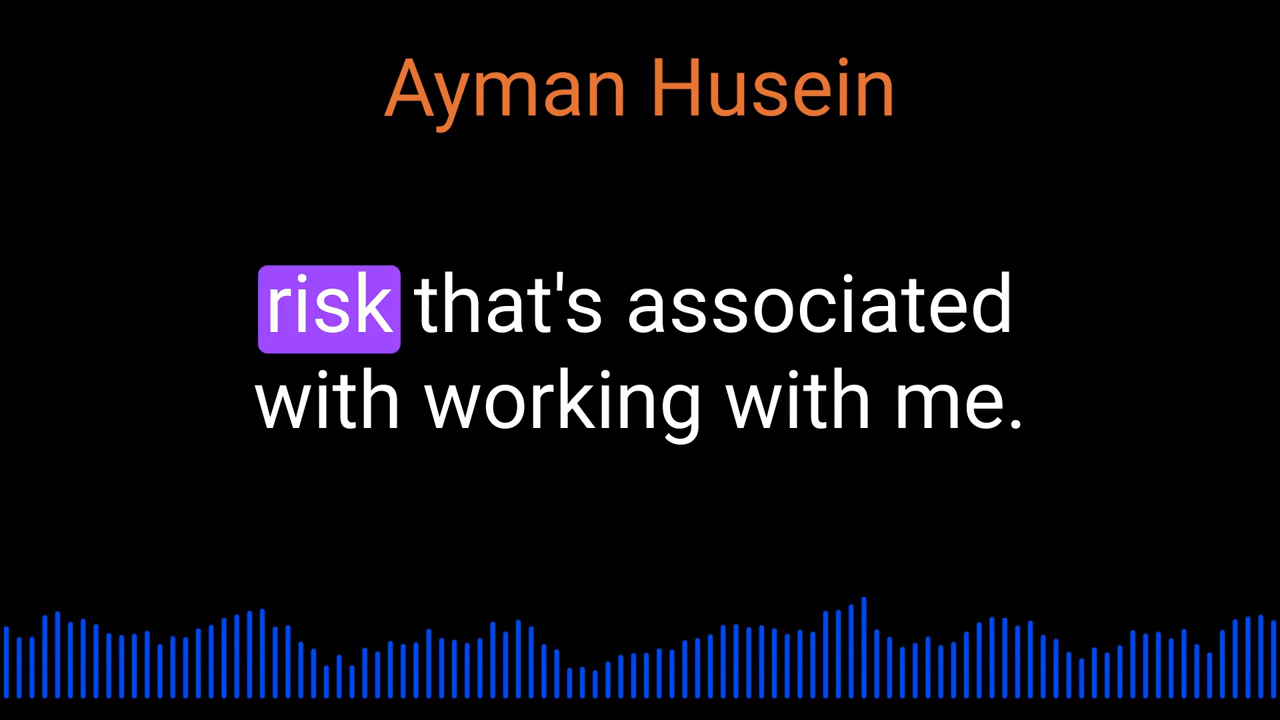 Ayman Husein
risk that's associated
with working with me.